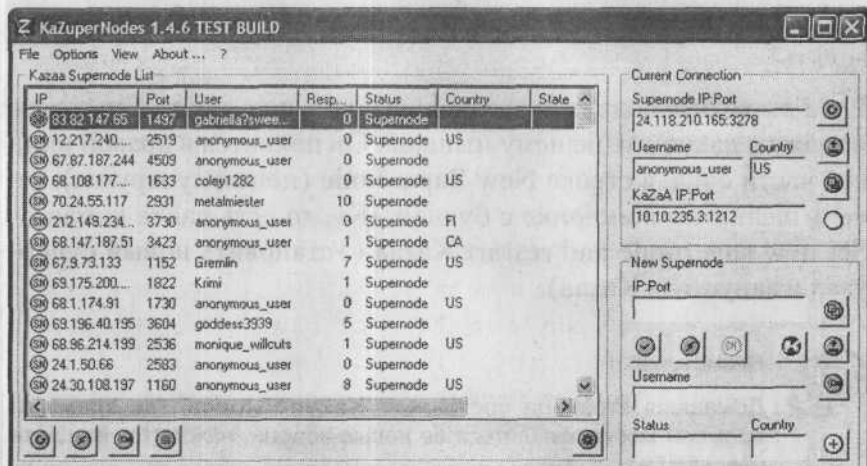 KaZuperNodes 1.4.6 TEST BUILD
File Options View About ... ?
Kazaa Supernode List
IP Port User Resp... Status Country State
83.82.147.65 1497 gabriella?swee... 0 Supernode
12.217.240.... 2519 anonymous_user 0 Supernode US
67.87.187.244 4509 anonymous_user 0 Supernode
68.108.177.... 1633 coley1282 0 Supernode US
70.24.55.117 2931 metalmiester 10 Supernode
212.149.234.... 3730 anonymous_user 0 Supernode FI
68.147.187.51 3423 anonymous_user 7 Supernode CA
67.9.73.133 1152 Gremlin 7 Supernode US
69.175.200.... 1822 Krimi 1 Supernode
68.1.174.91 1730 anonymous_user 0 Supernode US
69.196.40.195 3604 goddess3939 5 Supernode
68.96.214.199 2536 monique_willcuts 1 Supernode US
24.1.50.66 2583 anonymous_user 0 Supernode
24.30.108.197 1160 anonymous_user 8 Supernode US
Current Connection
Supernode IP:Port
24.118.210.165:3278
Username Country
anonymous_user US
KaZaA IP:Port
10.10.235.3:1212
New Supernode
IP:Port
Username
Status Country